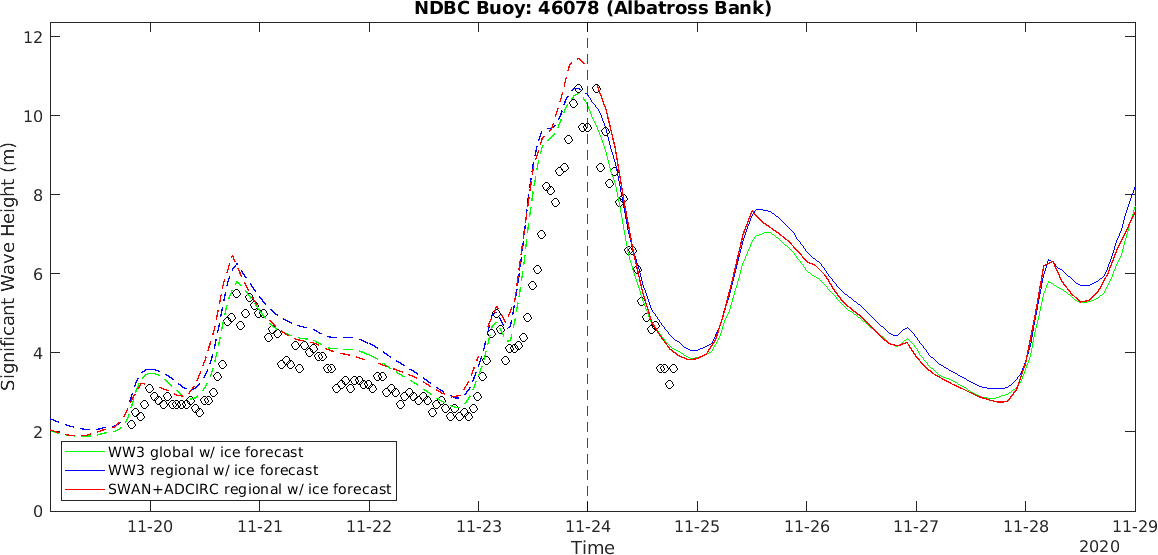 NDBC Buoy: 46078 (Albatross Bank)
12
10
8
6
4
2
0
Significant Wave Height (m)
WW3 global w/ ice forecast
WW3 regional w/ ice forecast
SWAN+ADCIRC regional w/ ice forecast
11-20 11-21 11-22 11-23 11-24 11-25 11-26 11-27 11-28 11-29
Time
2020